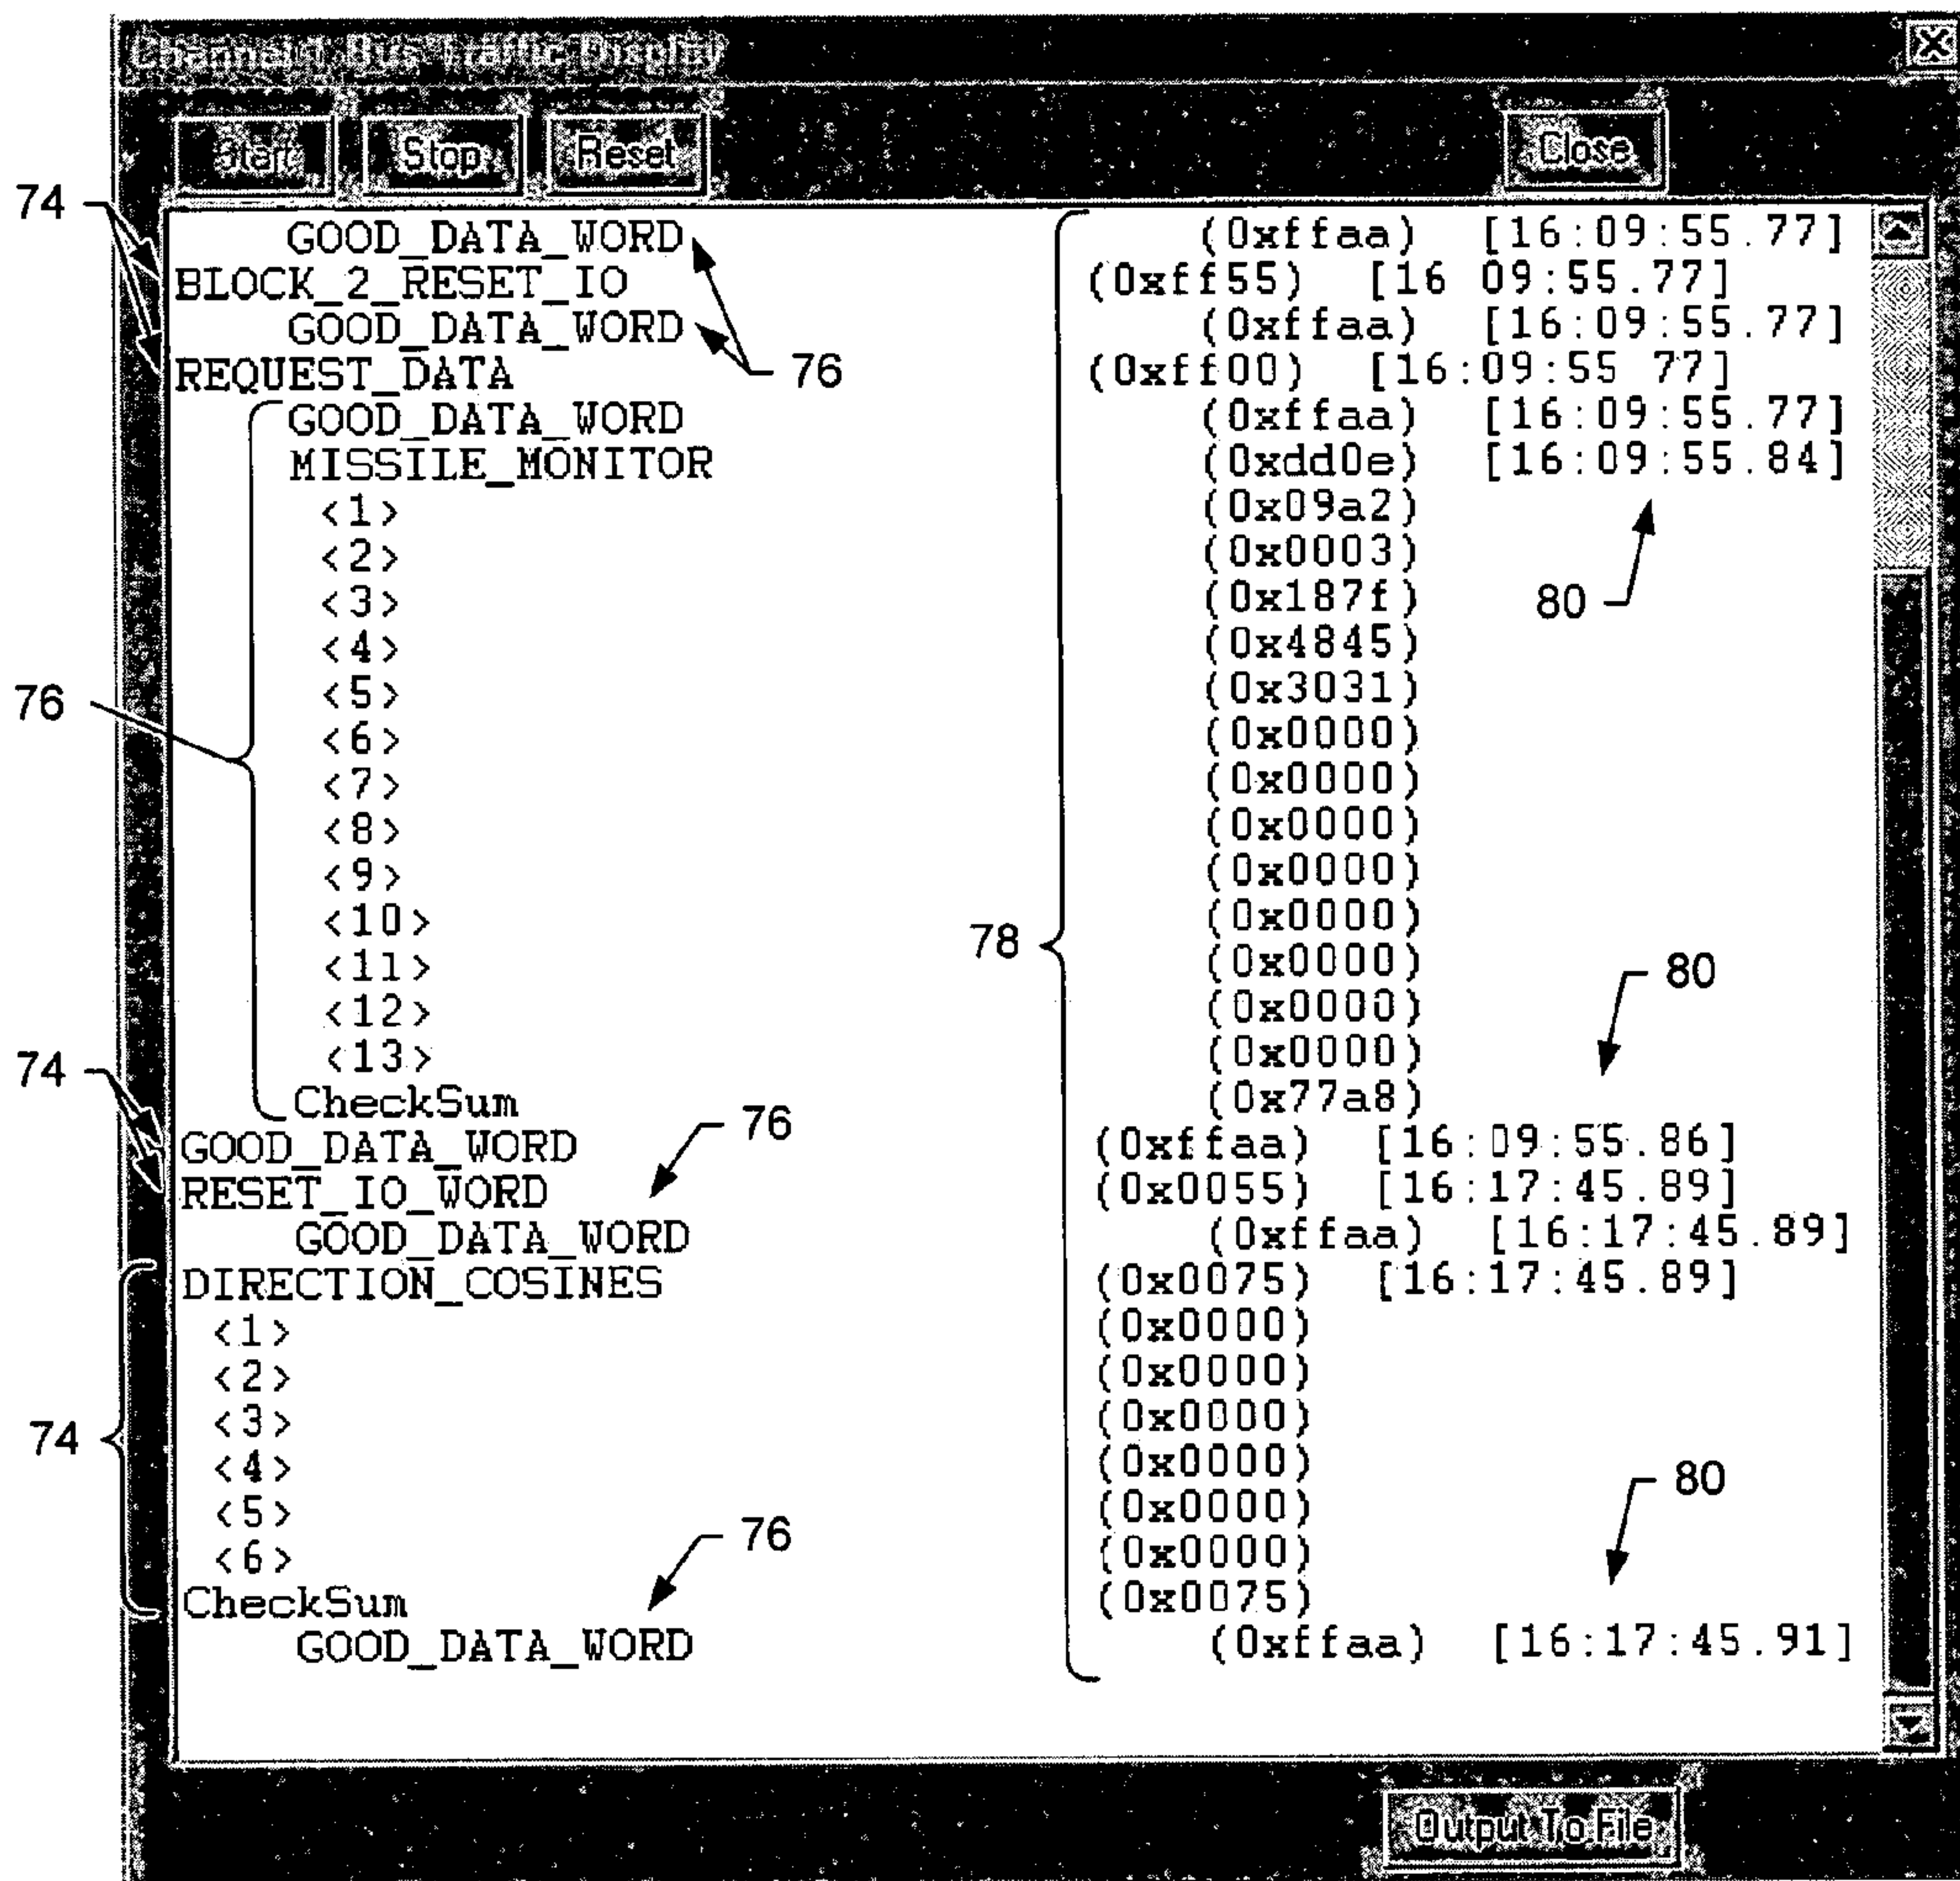 Channel 1 Bus Traffic Display
Start Stop Reset Close
74
GOOD_DATA_WORD (0xffaa) [16:09:55.77]
BLOCK_2_RESET_IO (0xff55) [16 09:55.77]
GOOD_DATA_WORD (0xffaa) [16:09:55.77]
REQUEST_DATA 76 (0xff00) [16:09:55 77]
GOOD_DATA_WORD (0xffaa) [16:09:55.77]
MISSILE_MONITOR (0xdd0e) [16:09:55.84]
<1> (0x09a2)
<2> (0x0003)
<3> (0x187f) 80
<4> (0x4845)
76 <5> (0x3031)
<6> (0x0000)
<7> (0x0000)
<8> (0x0000)
<9> (0x0000)
<10> (0x0000)
78
<11> (0x0000) 80
<12> (0x0000)
74 <13> (0x0000)
CheckSum 76 (0x77a8)
GOOD_DATA_WORD (0xffaa) [16:09:55.86]
RESET_IO_WORD (0x0055) [16:17:45.89]
GOOD_DATA_WORD (0xffaa) [16:17:45.89]
DIRECTION_COSINES (0x0075) [16:17:45.89]
<1> (0x0000)
<2> (0x0000)
74 <3> (0x0000)
<4> (0x0000) 80
<5> (0x0000)
<6> 76 (0x0000)
CheckSum (0x0075)
GOOD_DATA_WORD (0xffaa) [16:17:45.91]
Output To File